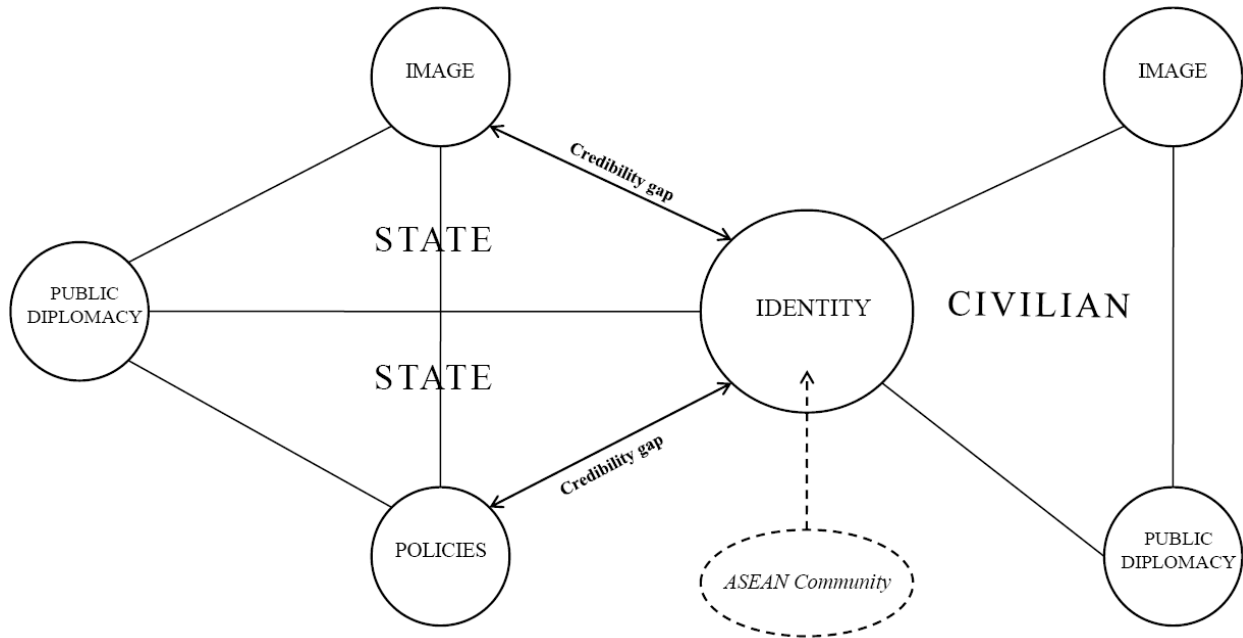 IMAGE
IMAGE
Credibility gap
STATE
PUBLIC
DIPLOMACY
IDENTITY
CIVILIAN
STATE
Credibility gap
POLICIES
PUBLIC
DIPLOMACY
ASEAN Community